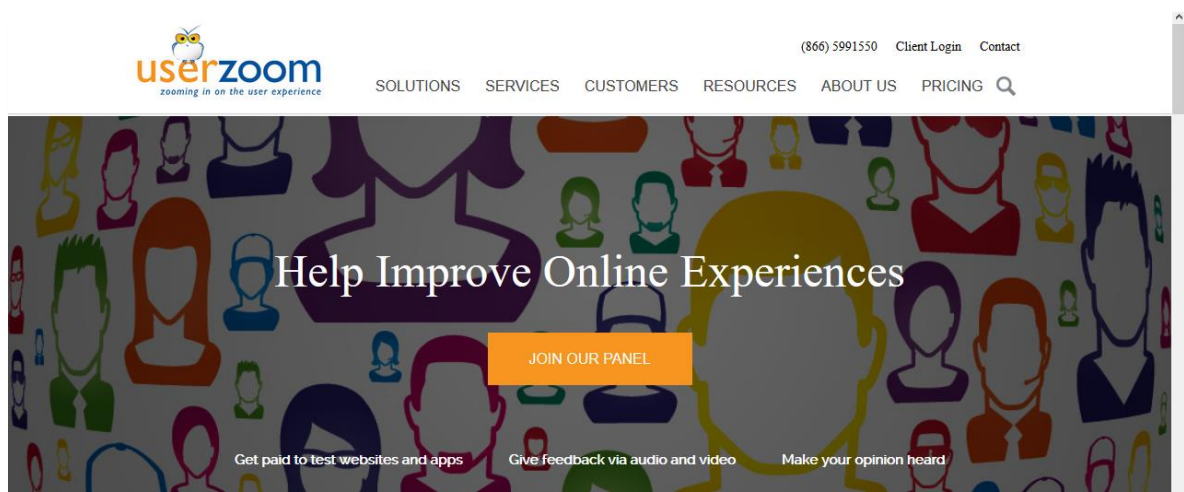 userzoom
zooming in on the user experience
(866) 5991550 Client Login Contact
SOLUTIONS SERVICES CUSTOMERS RESOURCES ABOUT US PRICING
Help Improve Online Experiences
JOIN OUR PANEL
Get paid to test websites and apps Give feedback via audio and video Make your opinion heard